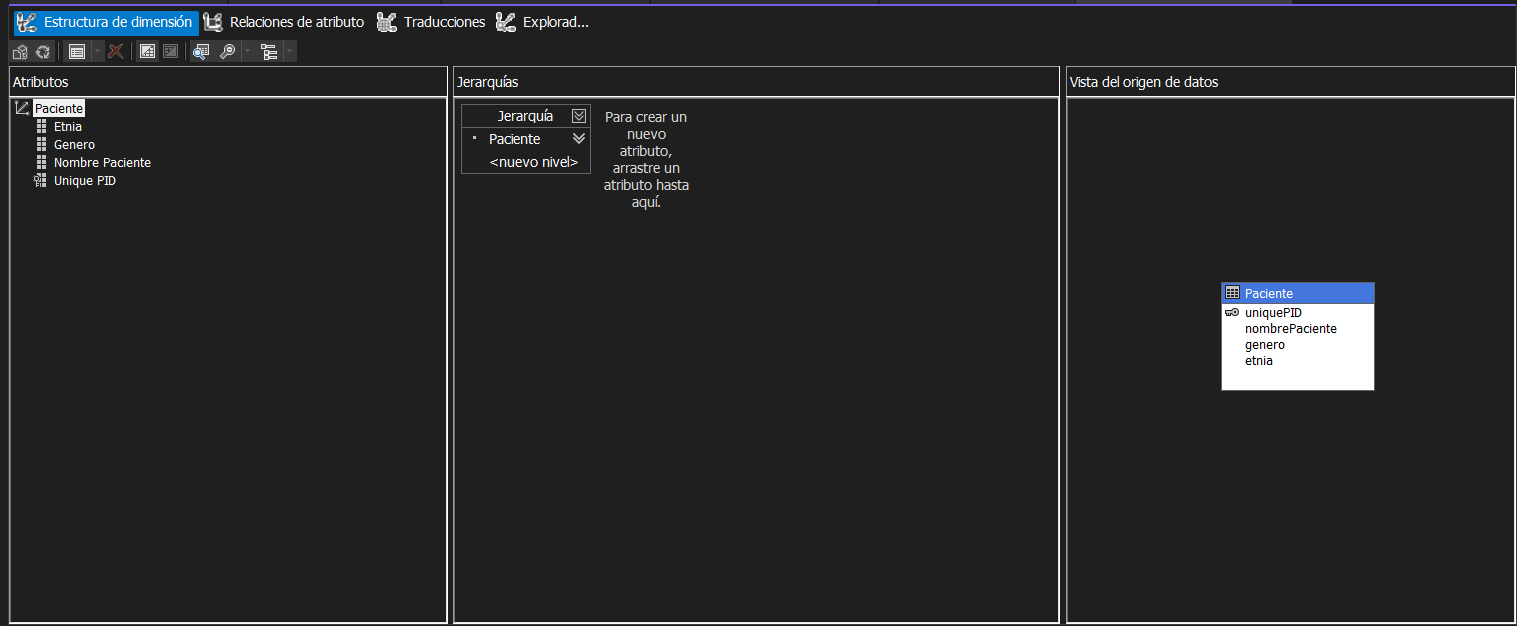 Estructura de dimensión Relaciones de atributo Traducciones Explorad...
Atributos
Paciente
Etnia
Genero
Nombre Paciente
Unique PID
Jerarquías
Jerarquía
Paciente
<nuevo nivel>
Para crear un
nuevo
atributo,
arrastre un
atributo hasta
aquí.
Vista del origen de datos
Paciente
uniquePID
nombrePaciente
genero
etnia